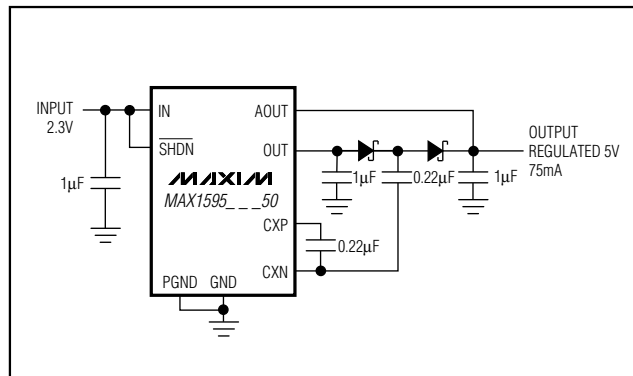 INPUT
2.3V
1µF
IN
SHDN
MAXIM
MAX1595_ _ _50
PGND GND
AOUT
OUT
CXP
CXN
1µF
0.22µF
1µF
0.22µF
OUTPUT
REGULATED 5V
75mA